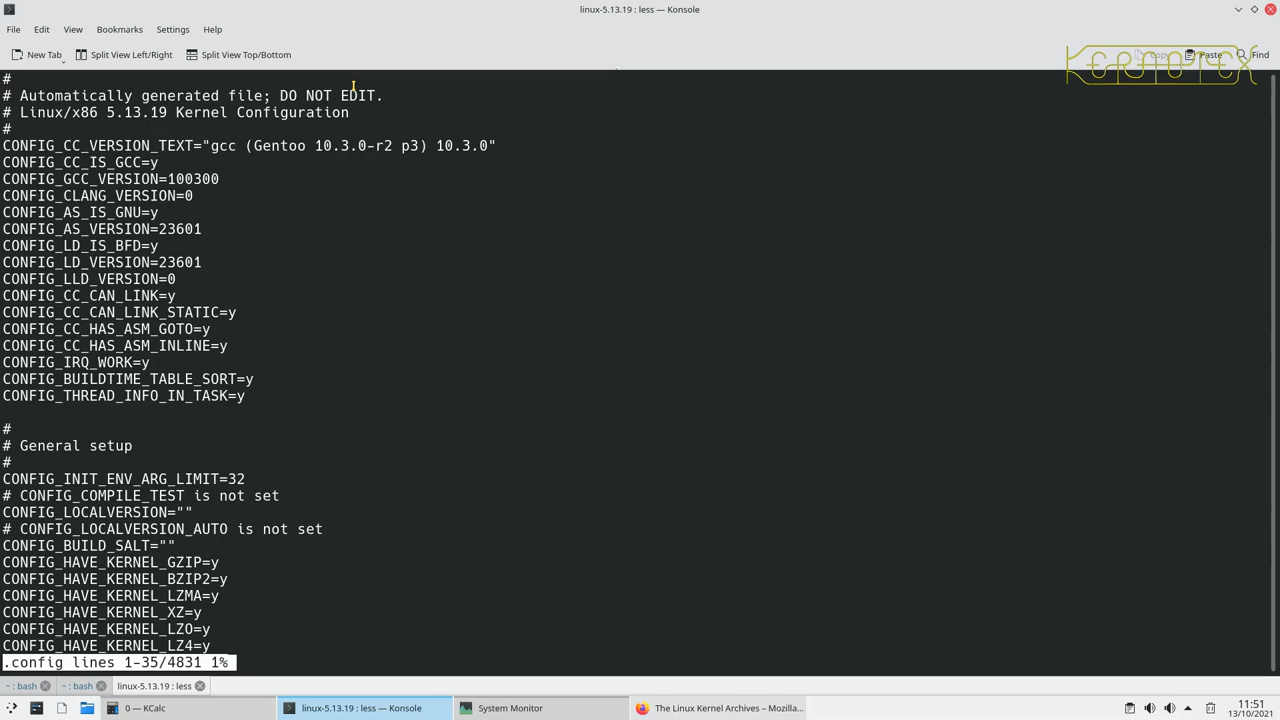 linux-5.13.19 : less — Konsole
File Edit View Bookmarks Settings Help
New Tab Split View Left/Right Split View Top/Bottom Copy Paste Find
#
# Automatically generated file; DO NOT EDIT.
# Linux/x86 5.13.19 Kernel Configuration
#
CONFIG_CC_VERSION_TEXT="gcc (Gentoo 10.3.0-r2 p3) 10.3.0"
CONFIG_CC_IS_GCC=y
CONFIG_GCC_VERSION=100300
CONFIG_CLANG_VERSION=0
CONFIG_AS_IS_GNU=y
CONFIG_AS_VERSION=23601
CONFIG_LD_IS_BFD=y
CONFIG_LD_VERSION=23601
CONFIG_LLD_VERSION=0
CONFIG_CC_CAN_LINK=y
CONFIG_CC_CAN_LINK_STATIC=y
CONFIG_CC_HAS_ASM_GOTO=y
CONFIG_CC_HAS_ASM_INLINE=y
CONFIG_IRQ_WORK=y
CONFIG_BUILDTIME_TABLE_SORT=y
CONFIG_THREAD_INFO_IN_TASK=y
#
# General setup
#
CONFIG_INIT_ENV_ARG_LIMIT=32
# CONFIG_COMPILE_TEST is not set
CONFIG_LOCALVERSION=""
# CONFIG_LOCALVERSION_AUTO is not set
CONFIG_BUILD_SALT=""
CONFIG_HAVE_KERNEL_GZIP=y
CONFIG_HAVE_KERNEL_BZIP2=y
CONFIG_HAVE_KERNEL_LZMA=y
CONFIG_HAVE_KERNEL_XZ=y
CONFIG_HAVE_KERNEL_LZO=y
CONFIG_HAVE_KERNEL_LZ4=y
.config lines 1-35/4831 1%
~ : bash ~ : bash linux-5.13.19 : less
0 — KCalc linux-5.13.19 : less — Konsole System Monitor The Linux Kernel Archives – Mozilla...
11:51
13/10/2021